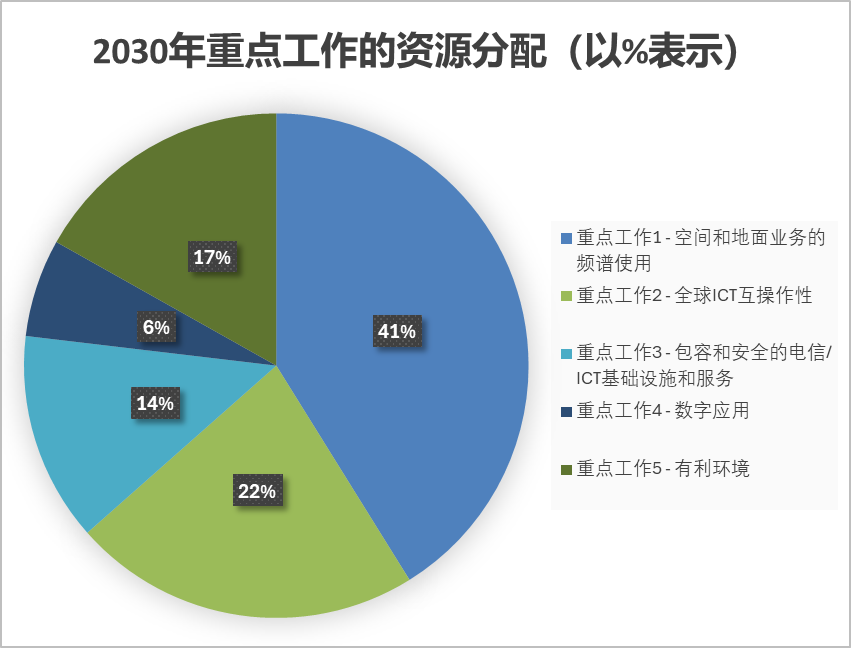 2030年重点工作的资源分配（以%表示）
17%
6%
41%
14%
22%
重点工作1 - 空间和地面业务的
频谱使用
重点工作2 - 全球ICT互操作性
重点工作3 - 包容和安全的电信/
ICT基础设施和服务
重点工作4 - 数字应用
重点工作5 - 有利环境